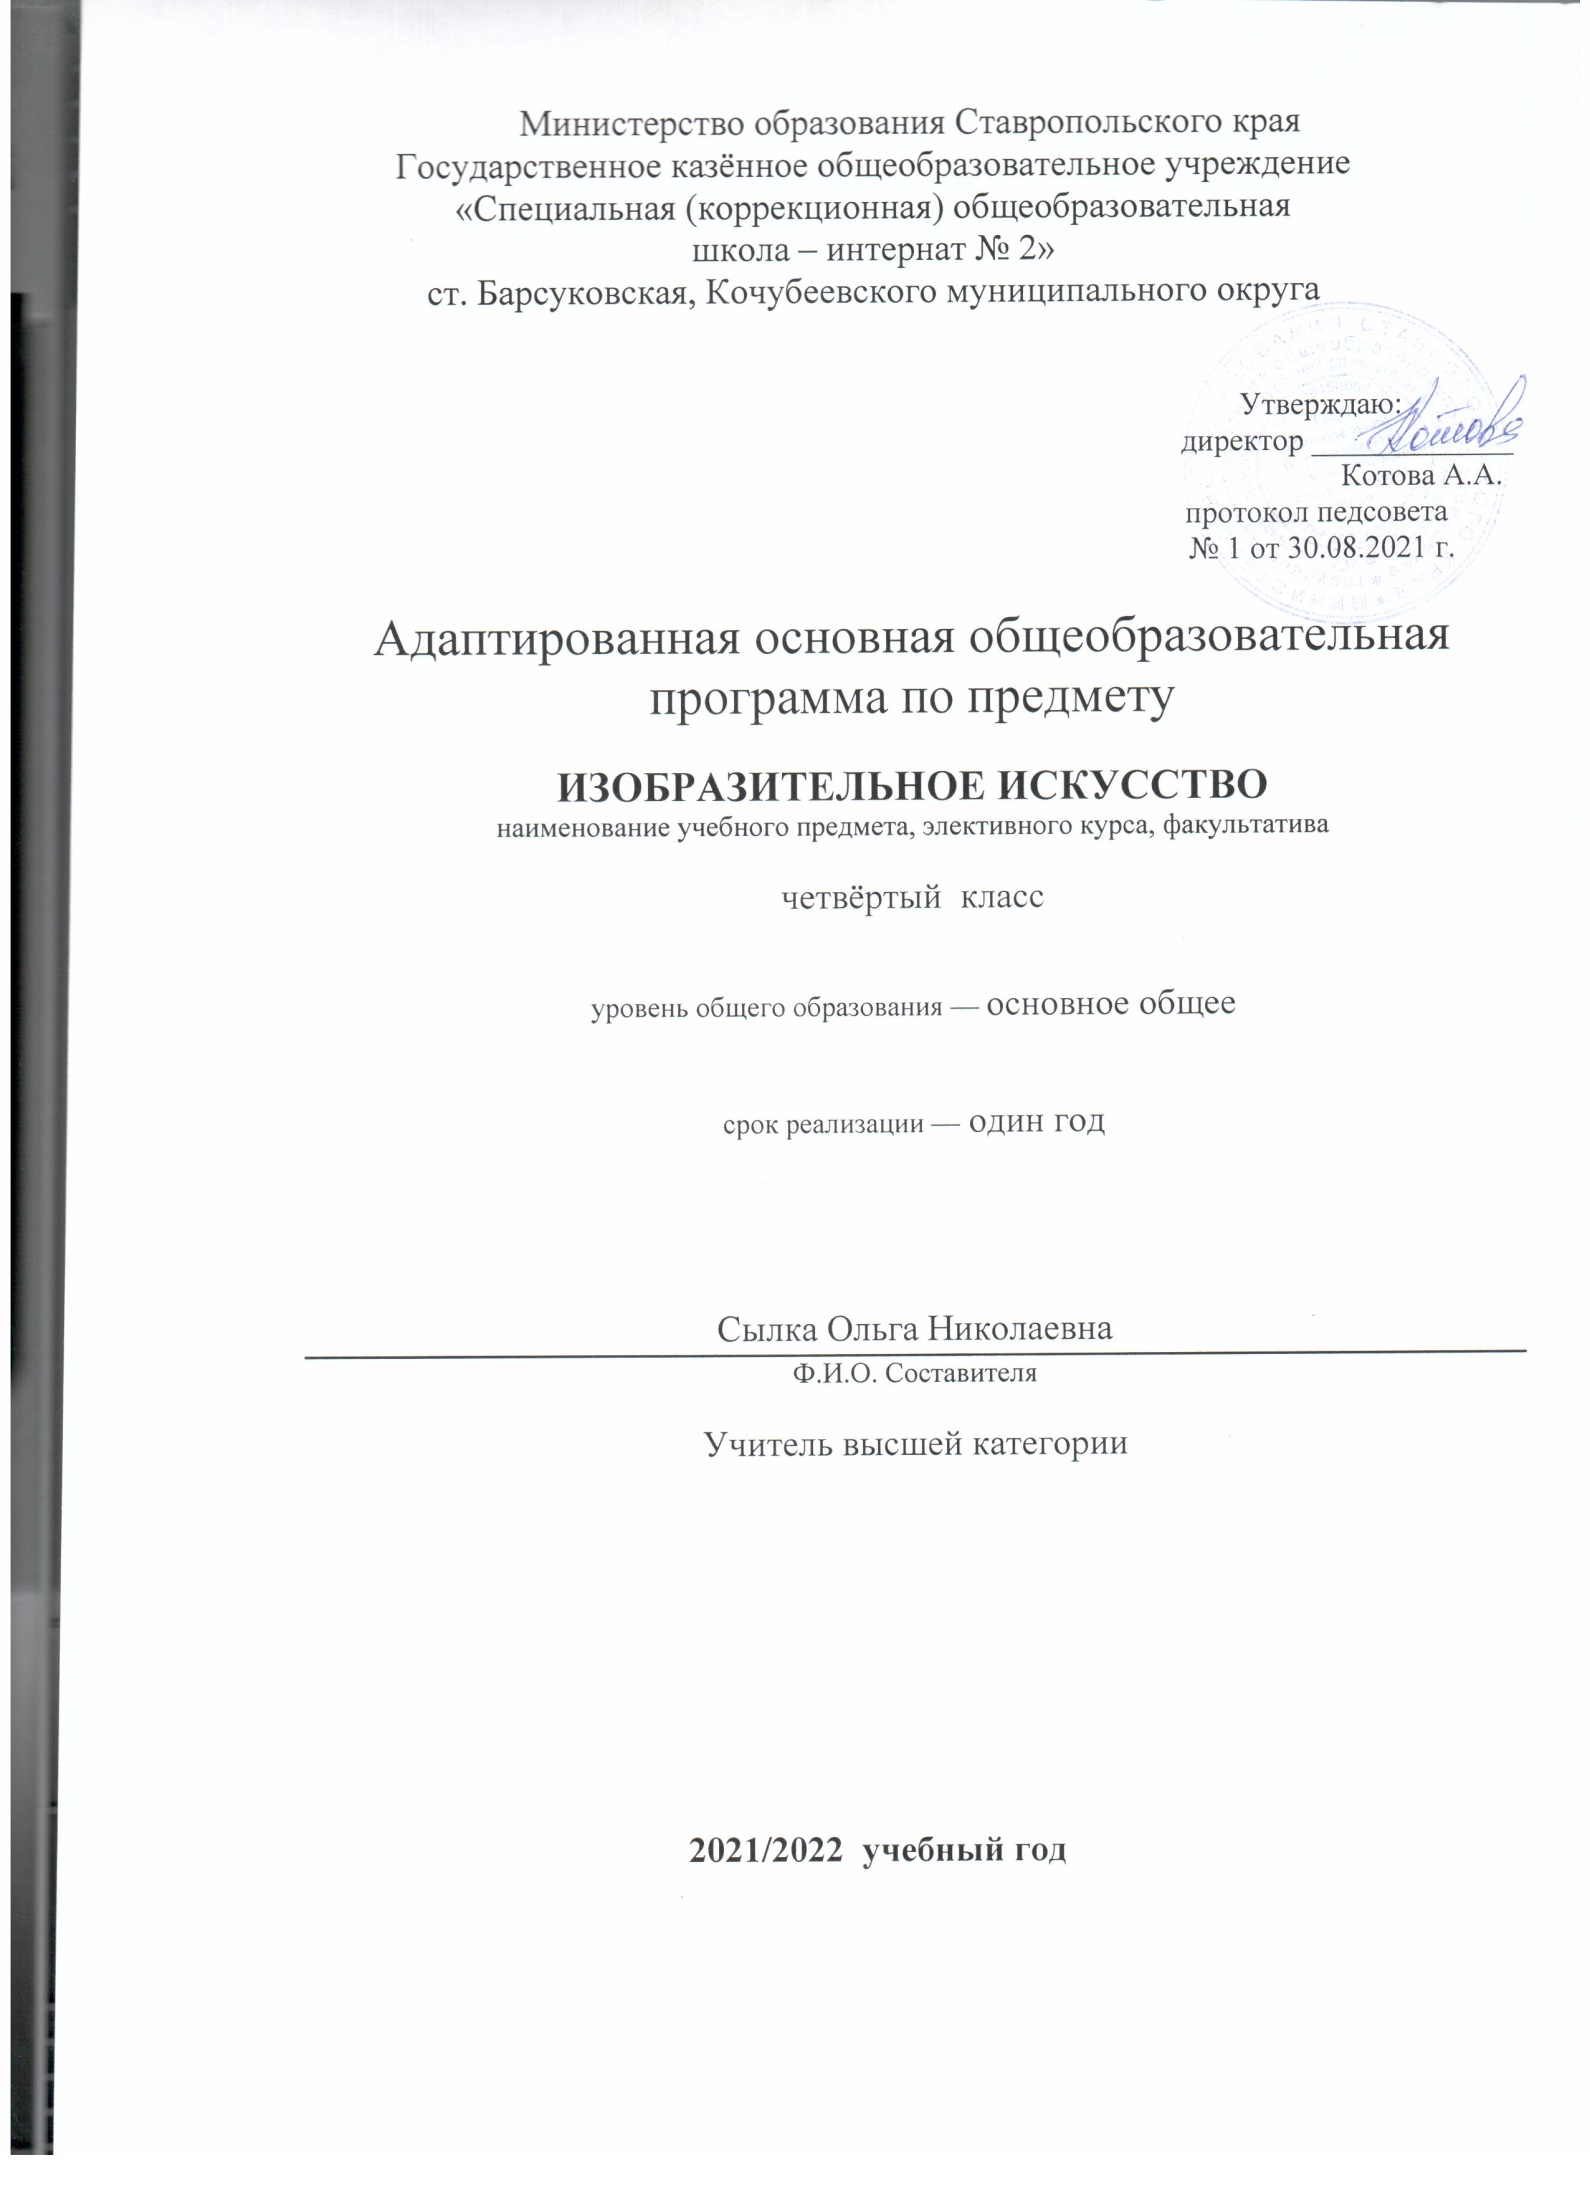 Министерство образования Ставропольского края
Государственное казённое общеобразовательное учреждение
«Специальная (коррекционная) общеобразовательная
школа – интернат № 2»
ст. Барсуковская, Кочубеевского муниципального округа
Утверждаю:
директор
Котова А.А.
протокол педсовета
№ 1 от 30.08.2021 г.
Адаптированная основная общеобразовательная
программа по предмету
ИЗОБРАЗИТЕЛЬНОЕ ИСКУССТВО
наименование учебного предмета, элективного курса, факультатива
четвёртый класс
уровень общего образования — основное общее
срок реализации — один год
Сылка Ольга Николаевна
Ф.И.О. Составителя
Учитель высшей категории
2021/2022 учебный год